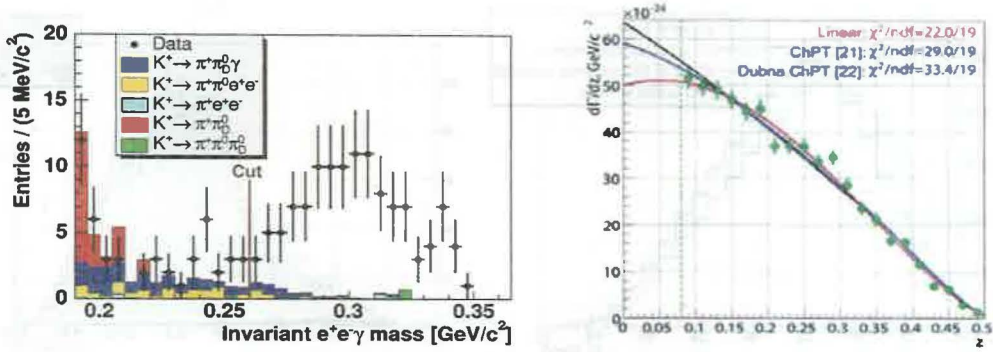 20
15
10
5
0
Entries / (5 MeV/c²)
Data
K⁺→π⁺π⁰_Dγ
K⁺→π⁺π⁰e⁺e⁻
K⁺→π⁺e⁺e⁻
K⁺→π⁺π⁰_D
K⁺→π⁺π⁰π⁰_D
Cut
0.2 0.25 0.3 0.35
Invariant e⁺e⁻γ mass [GeV/c²]
×10⁻²⁴
dΓ/dz, GeV/c²
Linear: χ²/ndf=22.0/19
ChPT [21]: χ²/ndf=29.0/19
Dubna ChPT [22]: χ²/ndf=33.4/19
60
50
40
30
20
10
0
0 0.05 0.1 0.15 0.2 0.25 0.3 0.35 0.4 0.45 0.5
z